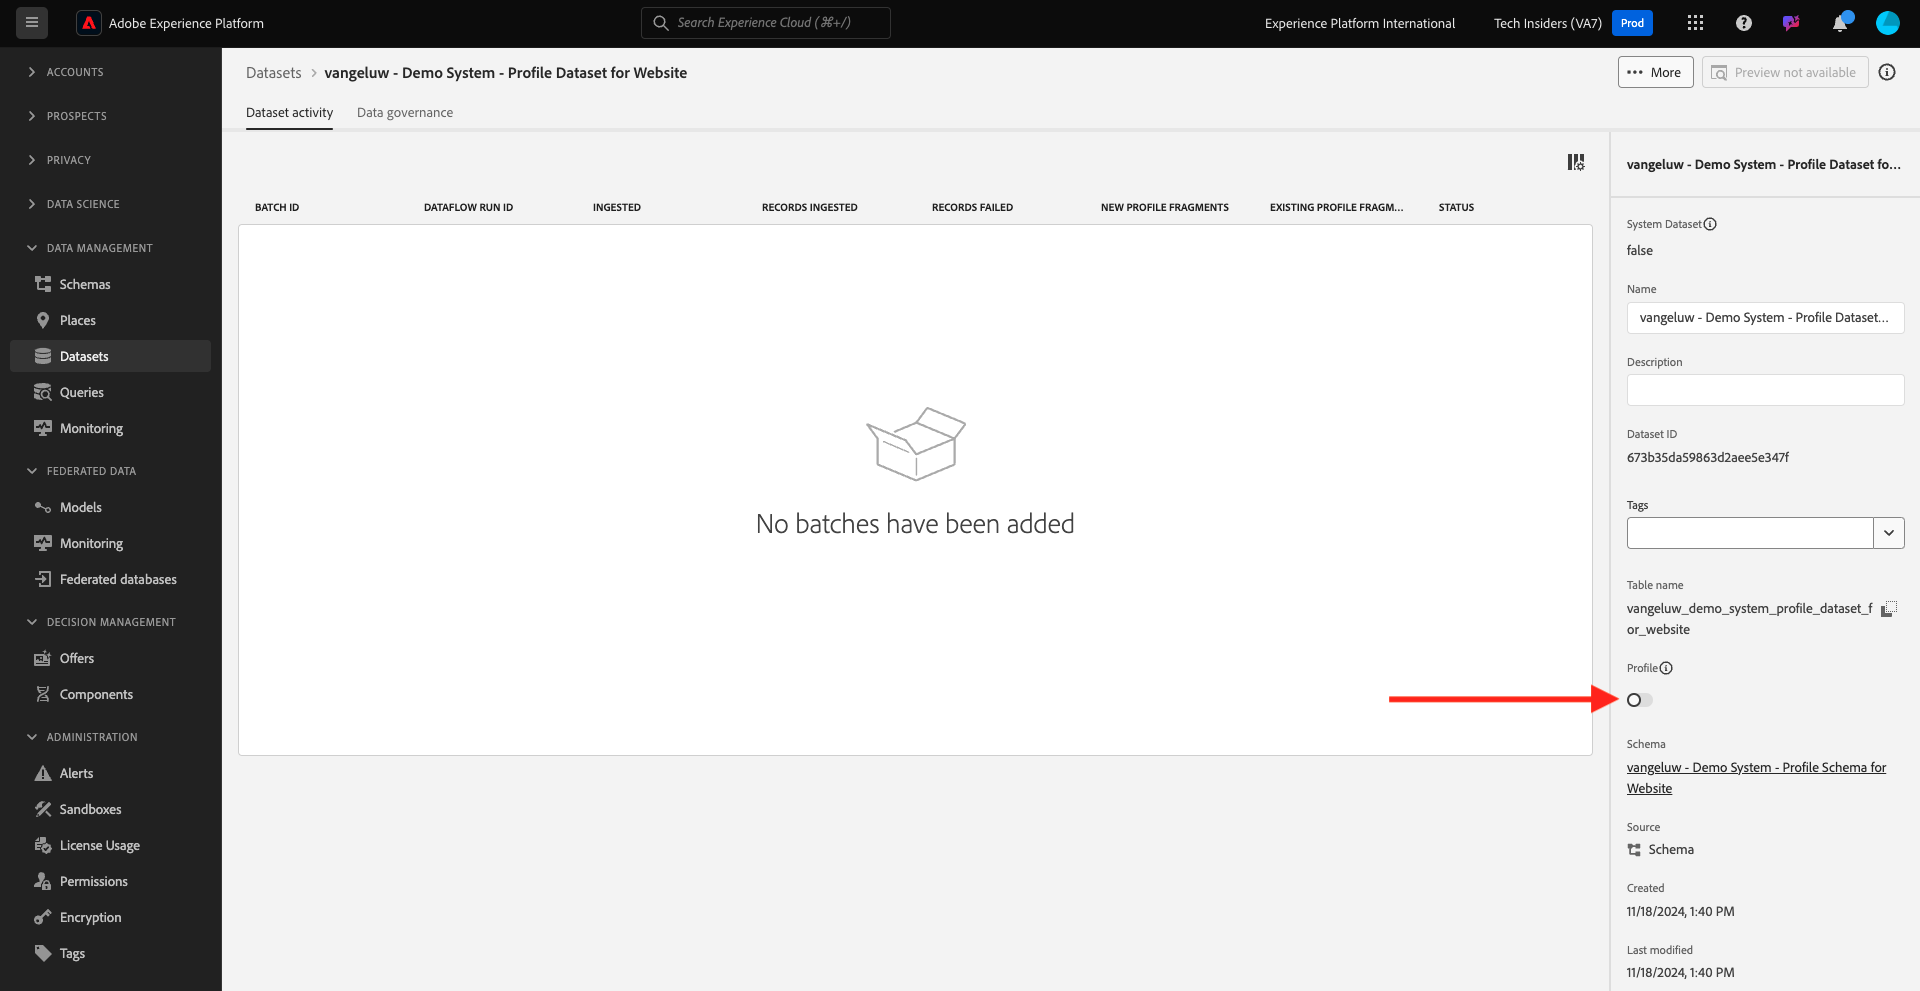 Adobe Experience Platform
Search Experience Cloud (⌘+/)
Experience Platform International
Tech Insiders (VA7)
Prod
ACCOUNTS
PROSPECTS
PRIVACY
DATA SCIENCE
DATA MANAGEMENT
Schemas
Places
Datasets
Queries
Monitoring
FEDERATED DATA
Models
Monitoring
Federated databases
DECISION MANAGEMENT
Offers
Components
ADMINISTRATION
Alerts
Sandboxes
License Usage
Permissions
Encryption
Tags
Datasets > vangeluw - Demo System - Profile Dataset for Website
More
Preview not available
Dataset activity
Data governance
BATCH ID
DATAFLOW RUN ID
INGESTED
RECORDS INGESTED
RECORDS FAILED
NEW PROFILE FRAGMENTS
EXISTING PROFILE FRAGM...
STATUS
No batches have been added
vangeluw - Demo System - Profile Dataset fo...
System Dataset
false
Name
vangeluw - Demo System - Profile Dataset...
Description
Dataset ID
673b35da59863d2aee5e347f
Tags
Table name
vangeluw_demo_system_profile_dataset_f
or_website
Profile
Schema
vangeluw - Demo System - Profile Schema for
Website
Source
Schema
Created
11/18/2024, 1:40 PM
Last modified
11/18/2024, 1:40 PM